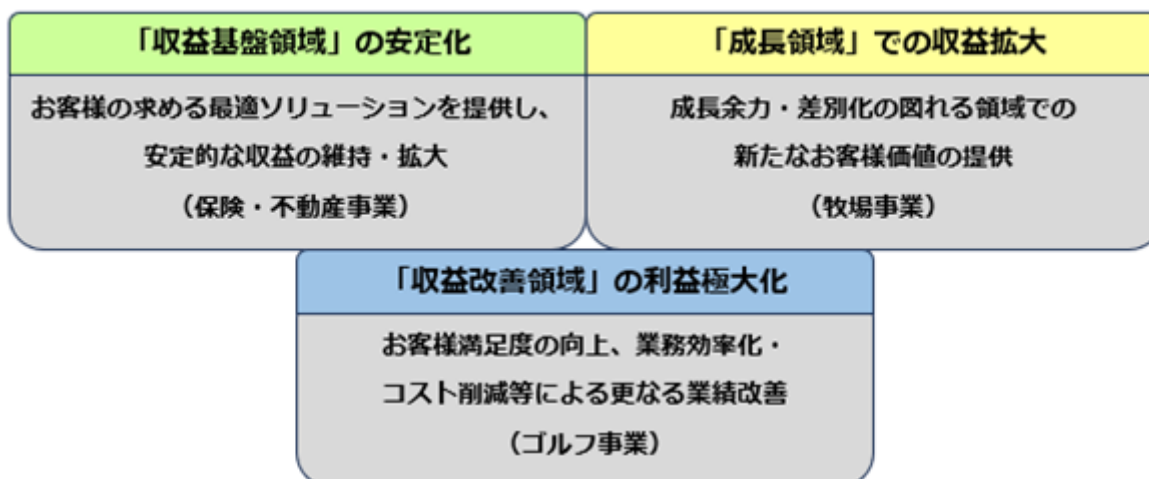 「収益基盤領域」の安定化
お客様の求める最適ソリューションを提供し、
安定的な収益の維持・拡大
（保険・不動産事業）
「成長領域」での収益拡大
成長余力・差別化の図れる領域での
新たなお客様価値の提供
（牧場事業）
「収益改善領域」の利益極大化
お客様満足度の向上、業務効率化・
コスト削減等による更なる業績改善
（ゴルフ事業）